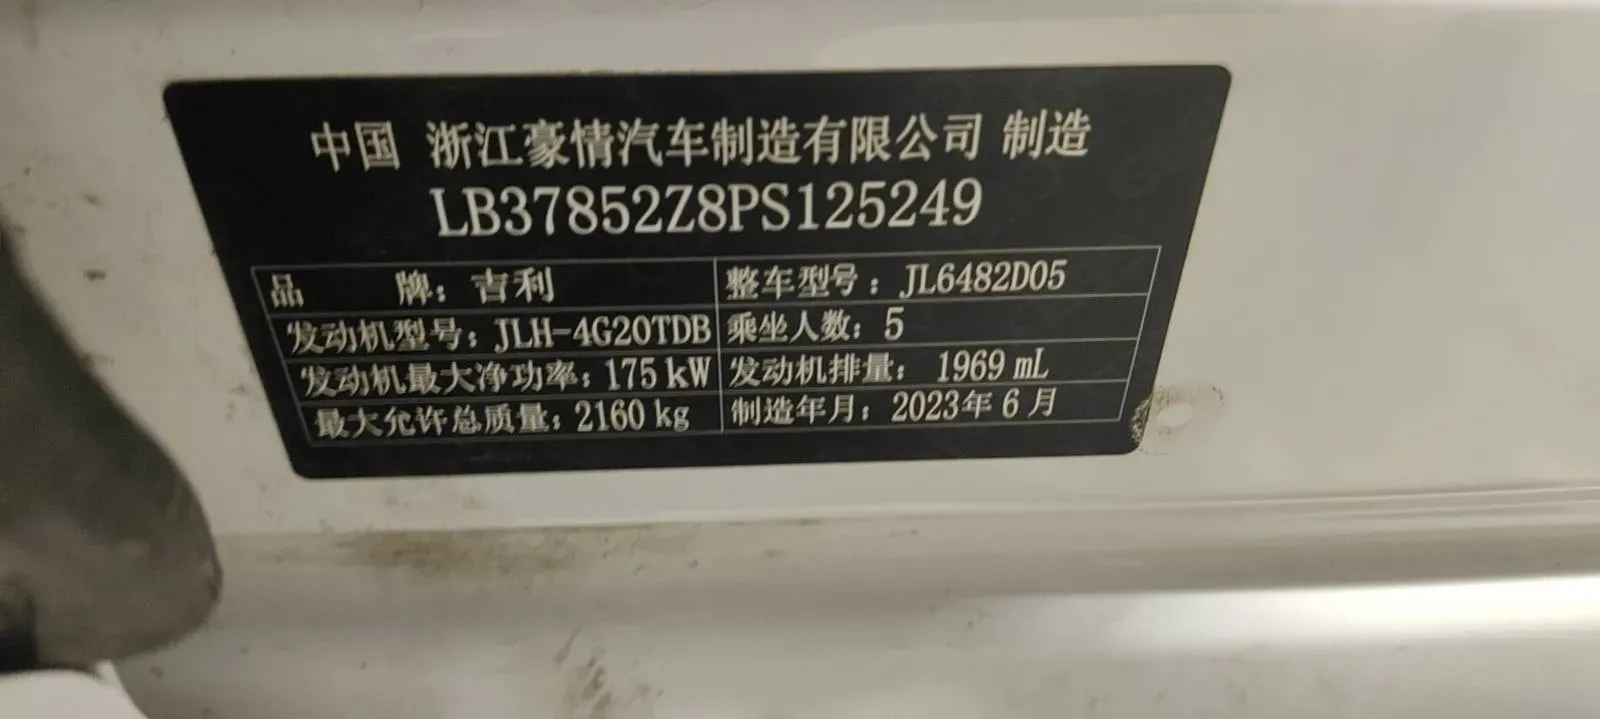 中国 浙江豪情汽车制造有限公司 制造
LB37852Z8PS125249
品 牌：吉利 整车型号：JL6482D05
发动机型号：JLH-4G20TDB 乘坐人数：5
发动机最大净功率：175 kW 发动机排量：1969 mL
最大允许总质量：2160 kg 制造年月：2023年 6 月